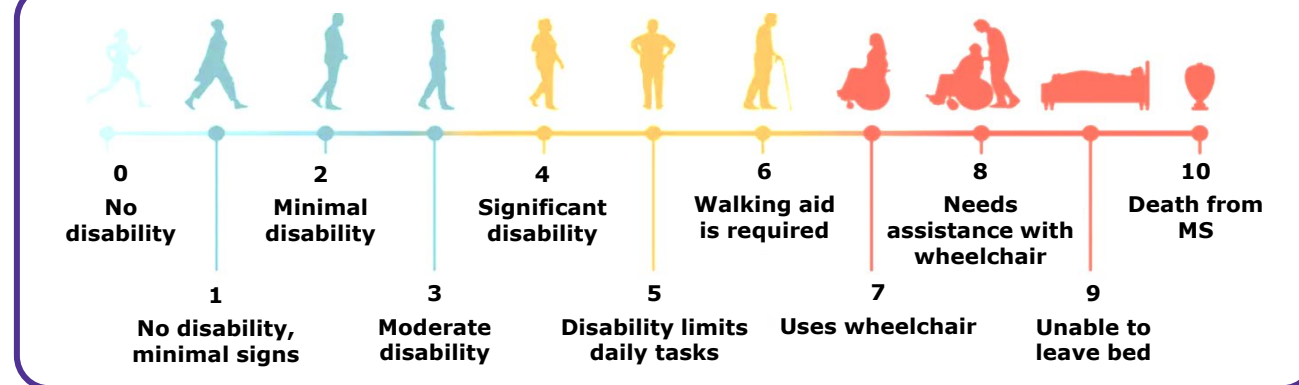 0
No
disability
1
No disability,
minimal signs
2
Minimal
disability
3
Moderate
disability
4
Significant
disability
5
Disability limits
daily tasks
6
Walking aid
is required
7
Uses wheelchair
8
Needs
assistance with
wheelchair
9
Unable to
leave bed
10
Death from
MS